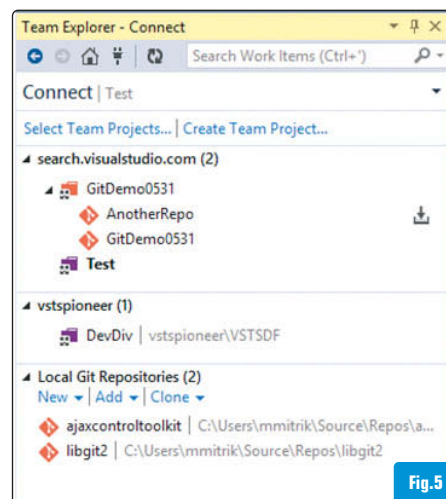 Team Explorer - Connect
Search Work Items (Ctrl+')
Connect | Test
Select Team Projects... | Create Team Project...
search.visualstudio.com (2)
GitDemo0531
AnotherRepo
GitDemo0531
Test
vstspioneer (1)
DevDiv | vstspioneer\VSTSDF
Local Git Repositories (2)
New | Add | Clone
ajaxcontroltoolkit | C:\Users\mmitrik\Source\Repos\a...
libgit2 | C:\Users\mmitrik\Source\Repos\libgit2
Fig.5